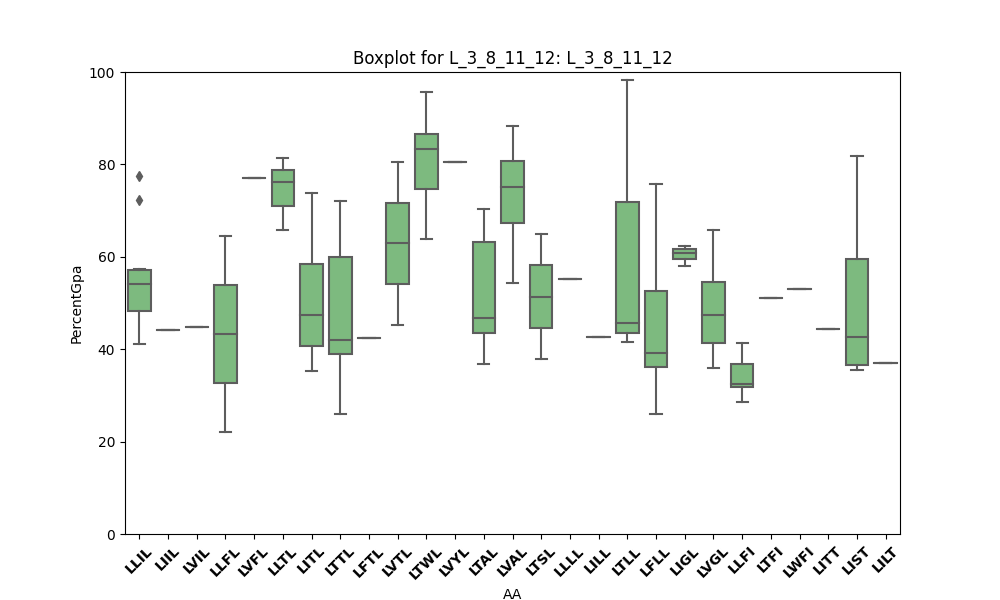 Boxplot for L_3_8_11_12: L_3_8_11_12
100
80
60
40
20
0
PercentGpa
LLIL LIIL LVIL LLFL LVFL LLTL LITL LTTL LFTL LVTL LTWL LVYL LTAL LVAL LTSL LLLL LILL LTLL LFLL LIGL LVGL LLFI LTFI LWFI LITT LIST LILT
AA